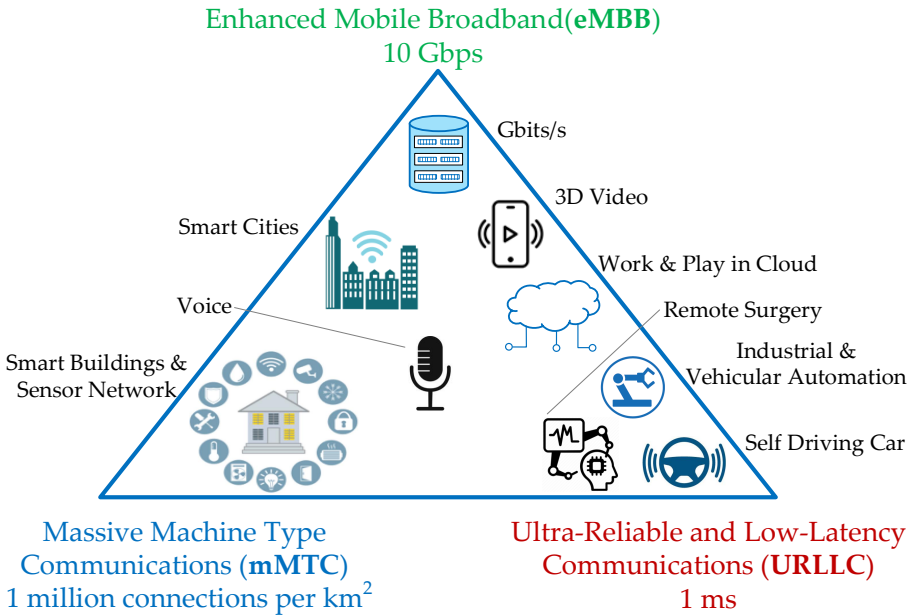 Enhanced Mobile Broadband(eMBB)
10 Gbps
Gbits/s
3D Video
Smart Cities
Work & Play in Cloud
Voice
Remote Surgery
Smart Buildings &
Sensor Network
Industrial &
Vehicular Automation
Self Driving Car
Massive Machine Type
Communications (mMTC)
1 million connections per km²
Ultra-Reliable and Low-Latency
Communications (URLLC)
1 ms